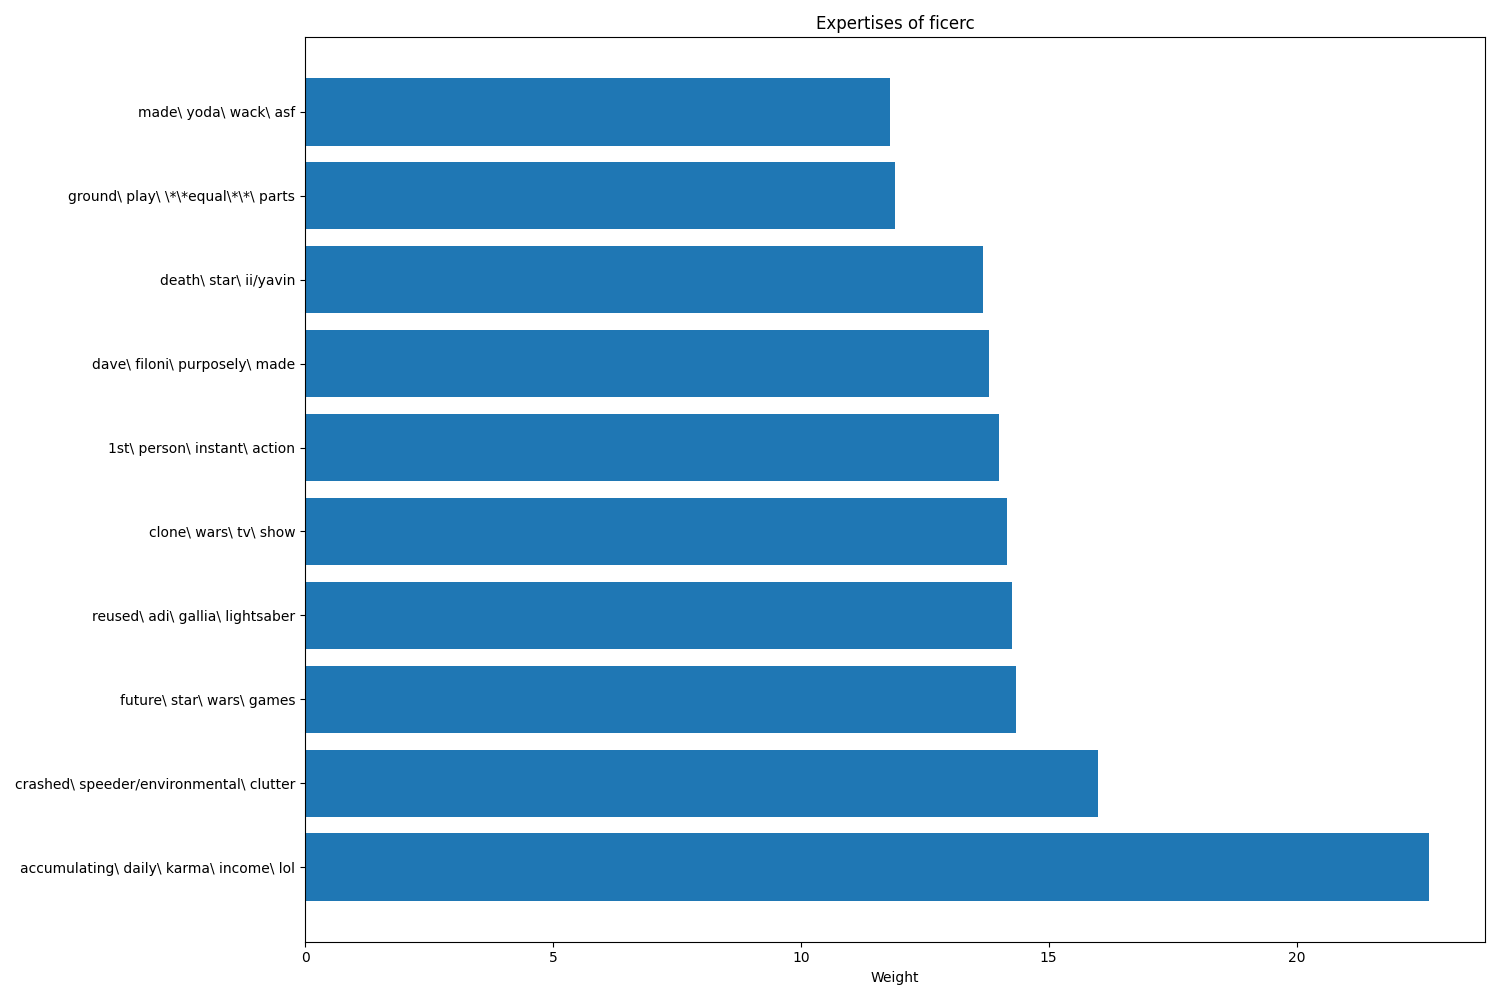 Expertises of ficerc
made\ yoda\ wack\ asf
ground\ play\ \*\*equal\*\*\ parts
death\ star\ ii/yavin
dave\ filoni\ purposely\ made
1st\ person\ instant\ action
clone\ wars\ tv\ show
reused\ adi\ gallia\ lightsaber
future\ star\ wars\ games
crashed\ speeder/environmental\ clutter
accumulating\ daily\ karma\ income\ lol
0 5 10 15 20
Weight